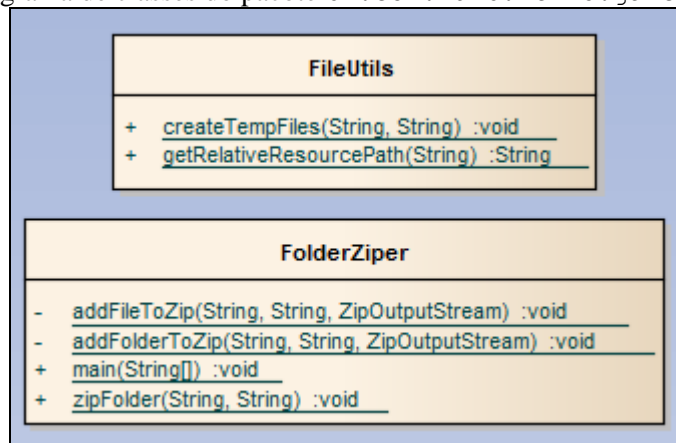 FileUtils
+ createTempFiles(String, String) :void
+ getRelativeResourcePath(String) :String
FolderZiper
- addFileToZip(String, String, ZipOutputStream) :void
- addFolderToZip(String, String, ZipOutputStream) :void
+ main(String[]) :void
+ zipFolder(String, String) :void